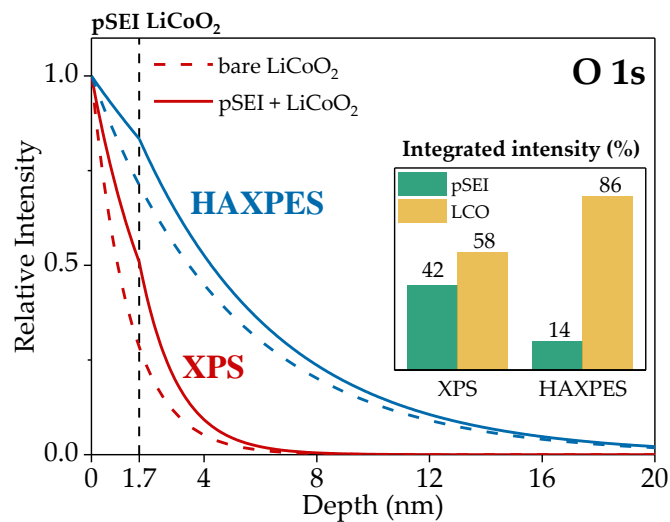 pSEI LiCoO₂
1.0
0.5
0.0
Relative Intensity
bare LiCoO₂
pSEI + LiCoO₂
O 1s
HAXPES
XPS
Integrated intensity (%)
pSEI
LCO
42
58
14
86
XPS
HAXPES
0
1.7
4
8
12
16
20
Depth (nm)